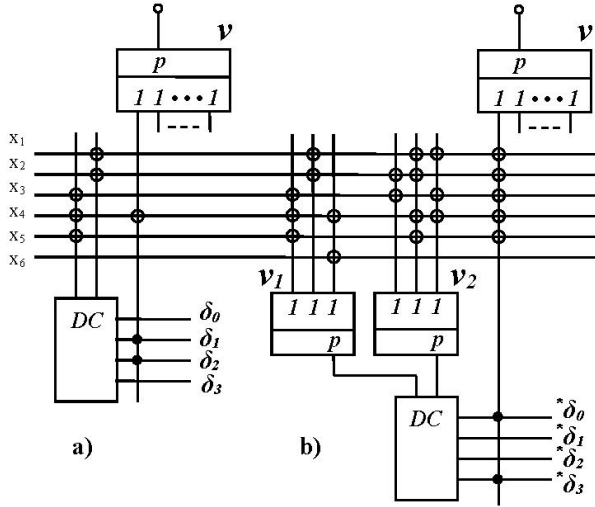 v
p
1 1 • • • 1
v
p
1 1 • • • 1
X1
X2
X3
X4
X5
X6
v1
1 1 1
p
v2
1 1 1
p
DC
δ0
δ1
δ2
δ3
DC
*δ0
*δ1
*δ2
*δ3
a)
b)